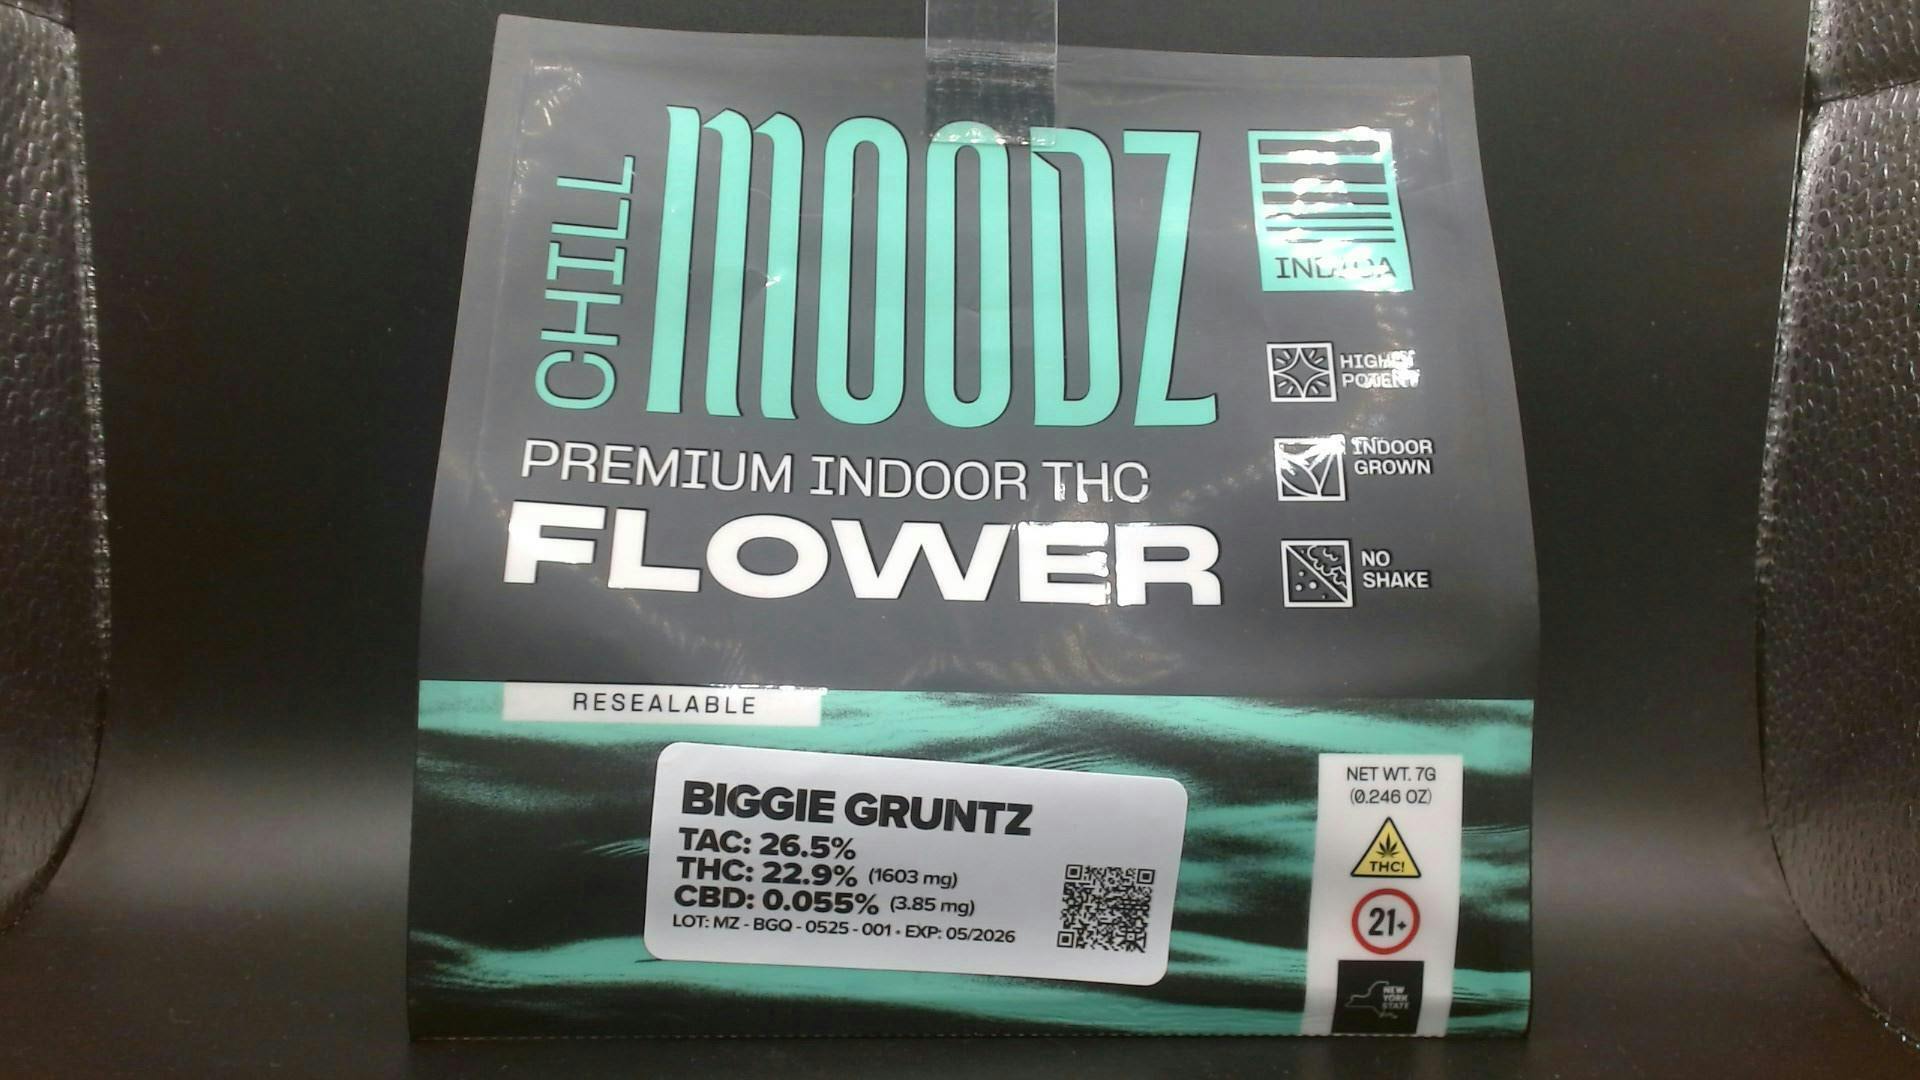 CHILL
MOODZ
INDICA
HIGHLY
POTENT
INDOOR
GROWN
NO
SHAKE
PREMIUM INDOOR THC
FLOWER
RESEALABLE
BIGGIE GRUNTZ
TAC: 26.5%
THC: 22.9% (1603 mg)
CBD: 0.055% (3.85 mg)
LOT: MZ - BGQ - 0525 - 001 • EXP: 05/2026
NET WT. 7G
(0.246 OZ)
THC!
21+
NEW
YORK
STATE